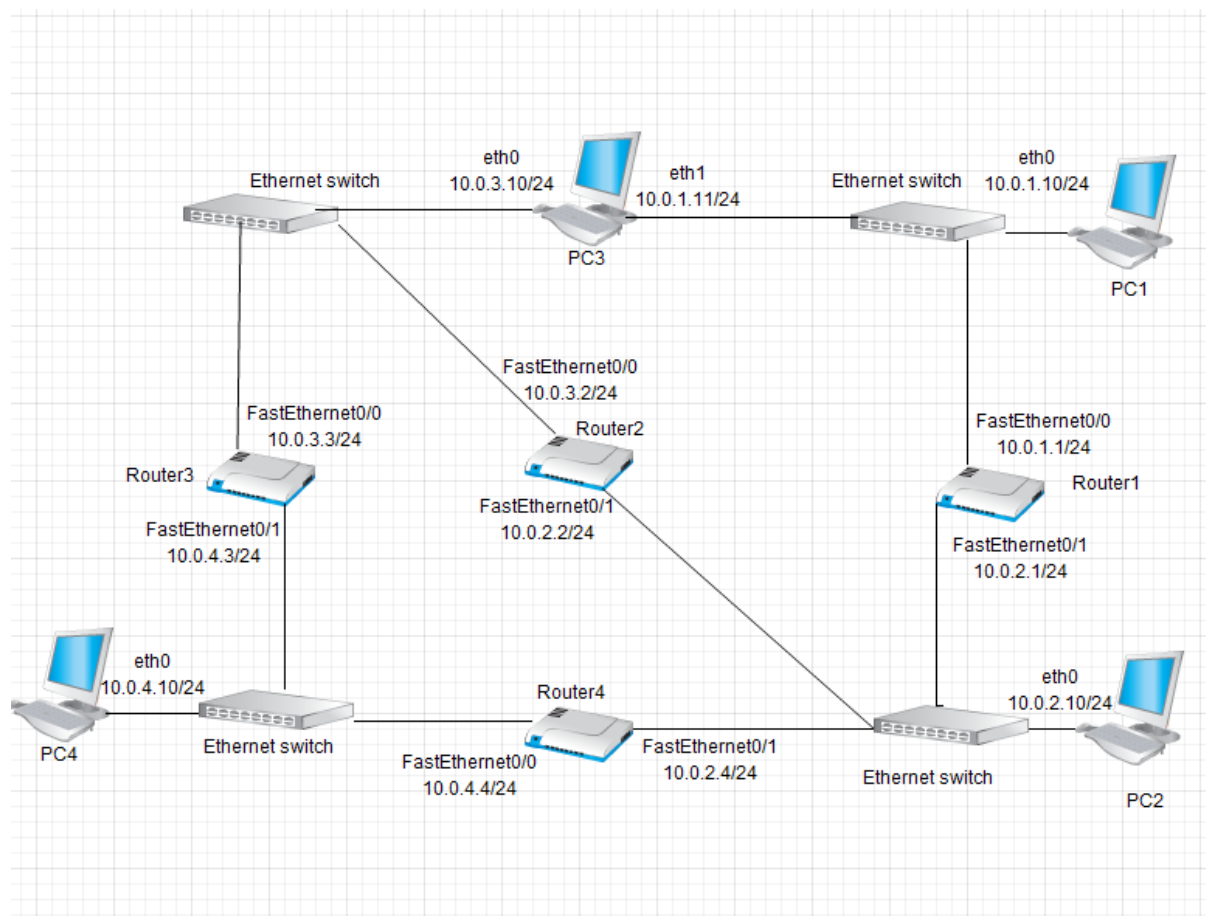 eth0
10.0.3.10/24
Ethernet switch
eth1
10.0.1.11/24
PC3
Ethernet switch
eth0
10.0.1.10/24
PC1
FastEthernet0/0
10.0.3.2/24
Router2
FastEthernet0/1
10.0.2.2/24
FastEthernet0/0
10.0.3.3/24
Router3
FastEthernet0/1
10.0.4.3/24
FastEthernet0/0
10.0.1.1/24
Router1
FastEthernet0/1
10.0.2.1/24
eth0
10.0.4.10/24
PC4
Ethernet switch
Router4
FastEthernet0/0
10.0.4.4/24
FastEthernet0/1
10.0.2.4/24
Ethernet switch
eth0
10.0.2.10/24
PC2